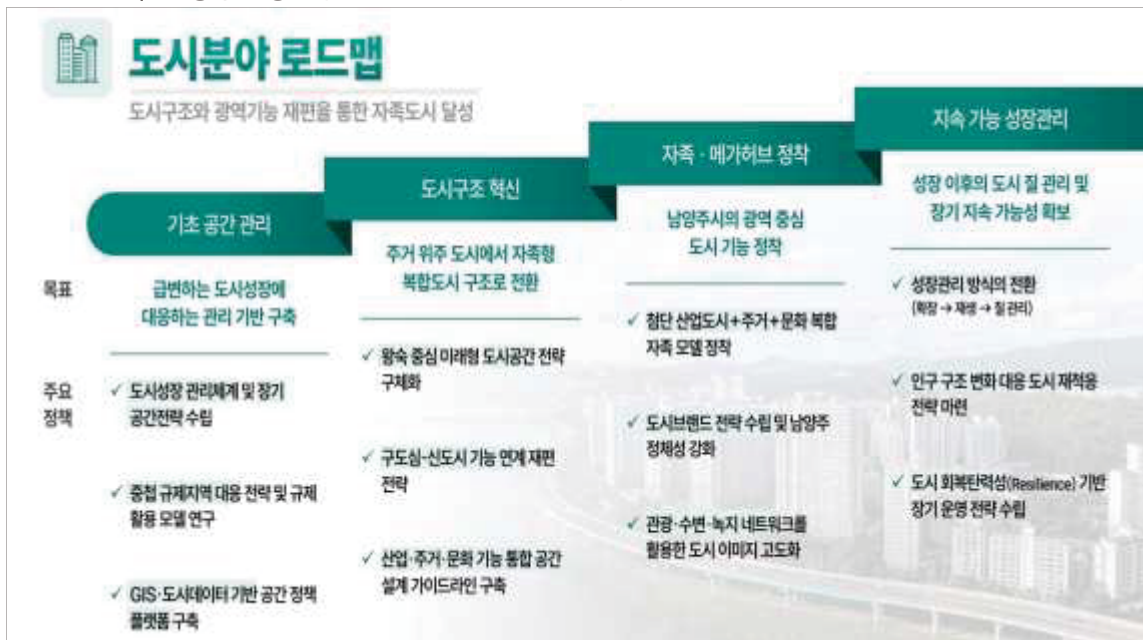 도시분야 로드맵
도시구조와 광역기능 재편을 통한 자족도시 달성
기초 공간 관리
도시구조 혁신
자족·메가허브 정착
지속 가능 성장관리
목표
급변하는 도시성장에
대응하는 관리 기반 구축
주거 위주 도시에서 자족형
복합도시 구조로 전환
남양주시의 광역 중심
도시 기능 정착
성장 이후의 도시 질 관리 및
장기 지속 가능성 확보
주요
정책
✓ 도시성장 관리체계 및 장기
공간전략 수립
✓ 중첩 규제지역 대응 전략 및 규제
활용 모델 연구
✓ GIS·도시데이터 기반 공간 정책
플랫폼 구축
✓ 왕숙 중심 미래형 도시공간 전략
구체화
✓ 구도심-신도시 기능 연계 재편
전략
✓ 산업·주거·문화 기능 통합 공간
설계 가이드라인 구축
✓ 첨단 산업도시+주거+문화 복합
자족 모델 정착
✓ 도시브랜드 전략 수립 및 남양주
정체성 강화
✓ 관광·수변·녹지 네트워크를
활용한 도시 이미지 고도화
✓ 성장관리 방식의 전환
(확장 → 재생 → 질 관리)
✓ 인구 구조 변화 대응 도시 재적응
전략 마련
✓ 도시 회복탄력성(Resilience) 기반
장기 운영 전략 수립